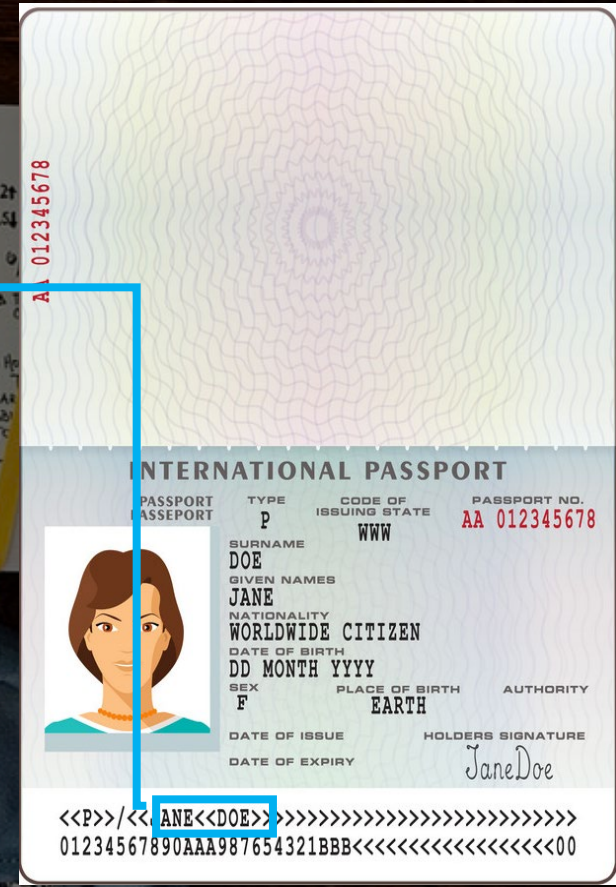 AA 012345678
INTERNATIONAL PASSPORT
PASSPORT TYPE CODE OF ISSUING STATE PASSPORT NO.
PASSEPORT P WWW AA 012345678
SURNAME
DOE
GIVEN NAMES
JANE
NATIONALITY
WORLDWIDE CITIZEN
DATE OF BIRTH
DD MONTH YYYY
SEX PLACE OF BIRTH AUTHORITY
F EARTH
DATE OF ISSUE HOLDERS SIGNATURE
DATE OF EXPIRY JaneDoe
<<P>>/<<JANE<<DOE>>>>>>>>>>>>>>>>>>>>>>>>>>>>>
01234567890AAA987654321BBB<<<<<<<<<<<<<<<<<<00